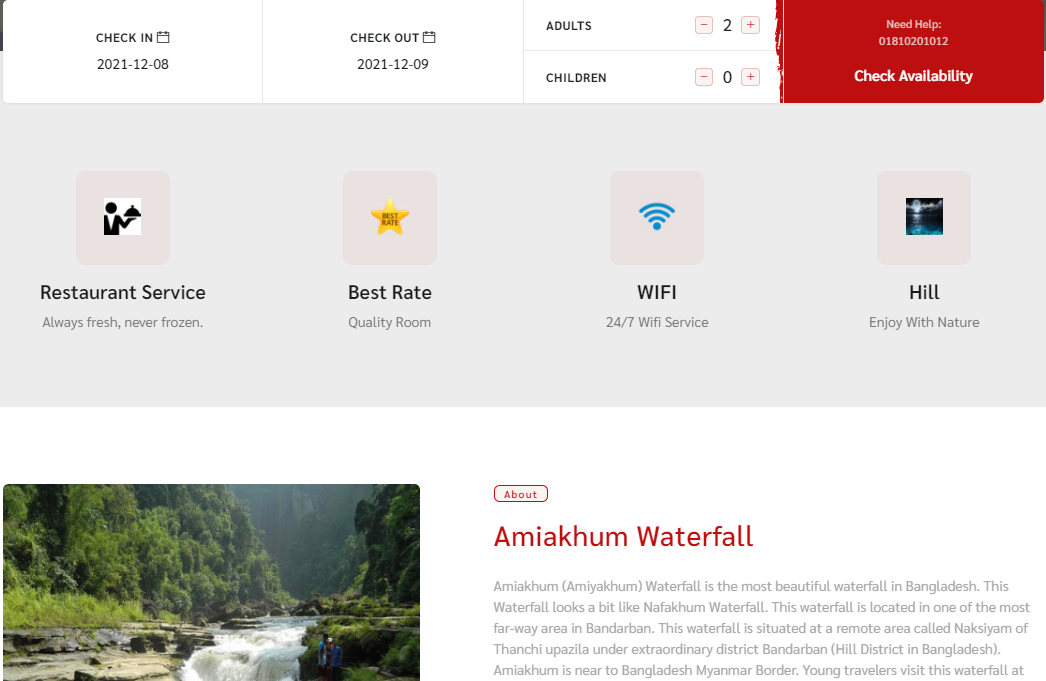 CHECK IN
2021-12-08
CHECK OUT
2021-12-09
ADULTS
− 2 +
CHILDREN
− 0 +
Need Help:
01810201012
Check Availability
BEST
RATE
Restaurant Service
Always fresh, never frozen.
Best Rate
Quality Room
WIFI
24/7 Wifi Service
Hill
Enjoy With Nature
About
Amiakhum Waterfall
Amiakhum (Amiyakhum) Waterfall is the most beautiful waterfall in Bangladesh. This
Waterfall looks a bit like Nafakhum Waterfall. This waterfall is located in one of the most
far-way area in Bandarban. This waterfall is situated at a remote area called Naksiyam of
Thanchi upazila under extraordinary district Bandarban (Hill District in Bangladesh).
Amiakhum is near to Bangladesh Myanmar Border. Young travelers visit this waterfall at